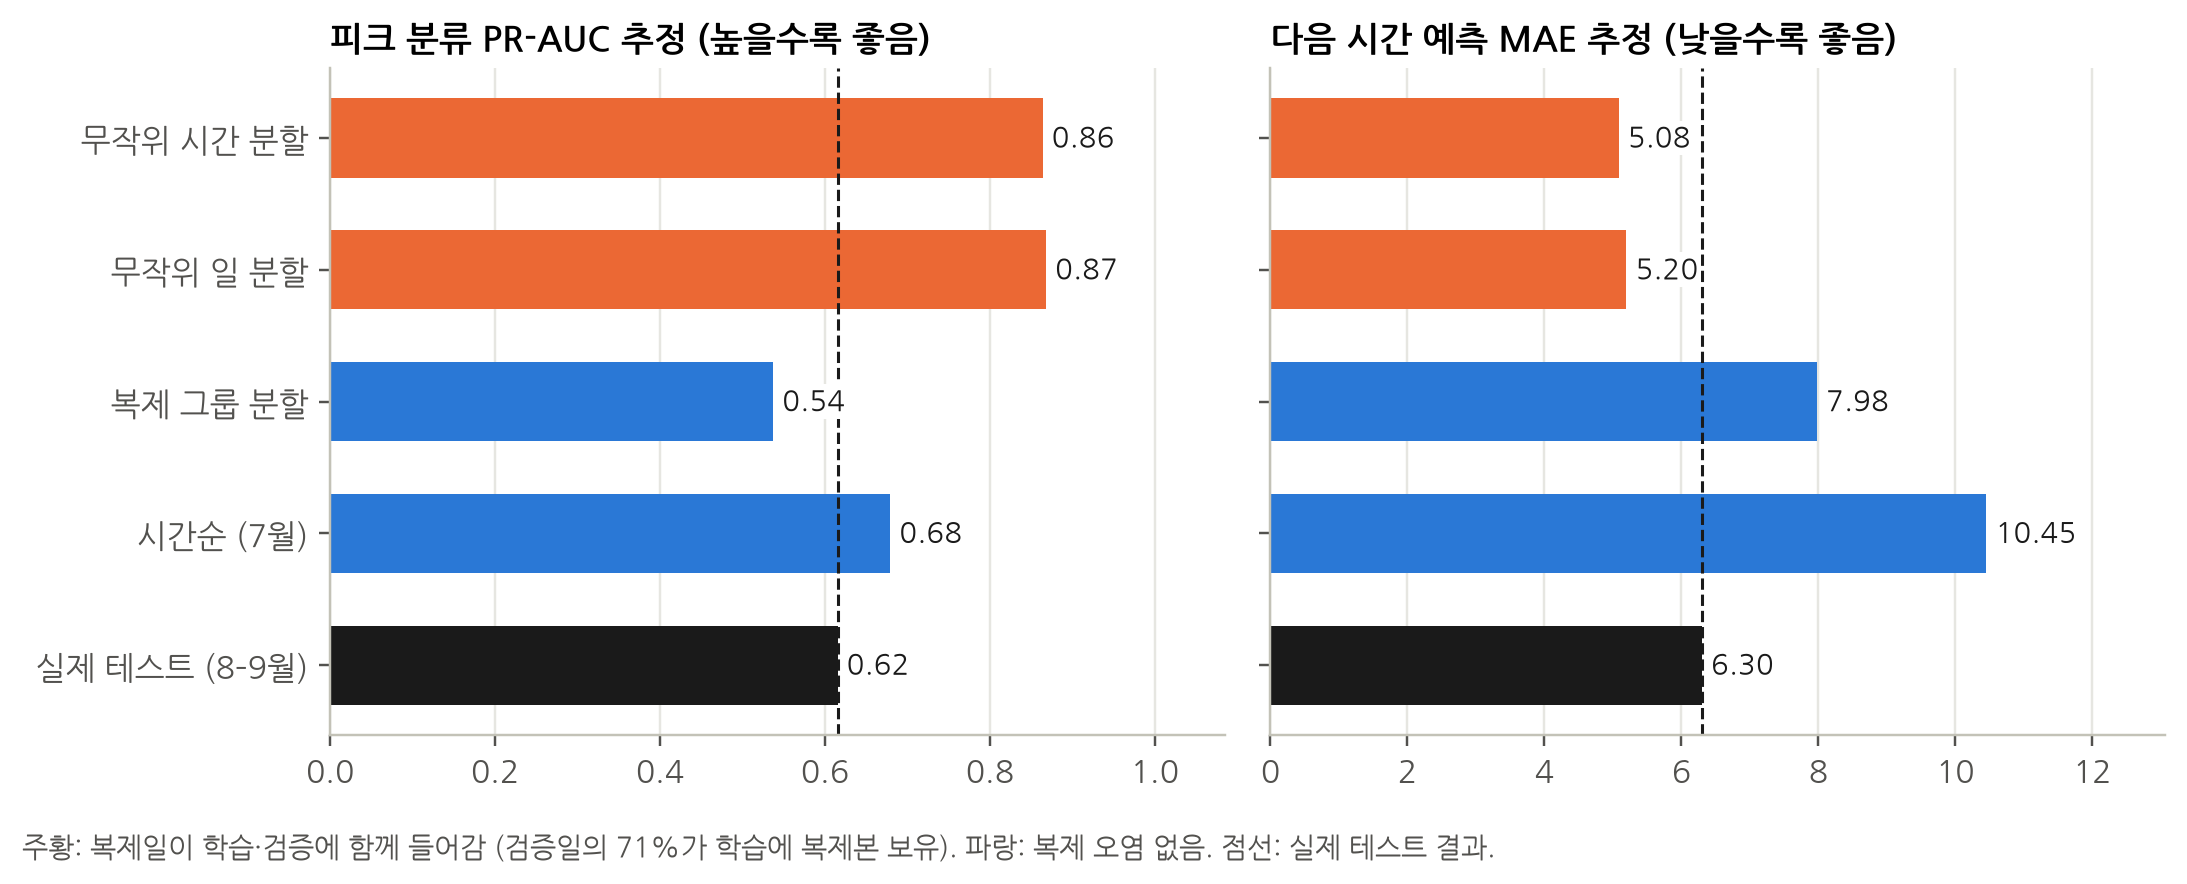 피크 분류 PR-AUC 추정 (높을수록 좋음)
무작위 시간 분할
무작위 일 분할
복제 그룹 분할
시간순 (7월)
실제 테스트 (8-9월)
0.86
0.87
0.54
0.68
0.62
0.0 0.2 0.4 0.6 0.8 1.0
다음 시간 예측 MAE 추정 (낮을수록 좋음)
5.08
5.20
7.98
10.45
6.30
0 2 4 6 8 10 12
주황: 복제일이 학습·검증에 함께 들어감 (검증일의 71%가 학습에 복제본 보유). 파랑: 복제 오염 없음. 점선: 실제 테스트 결과.